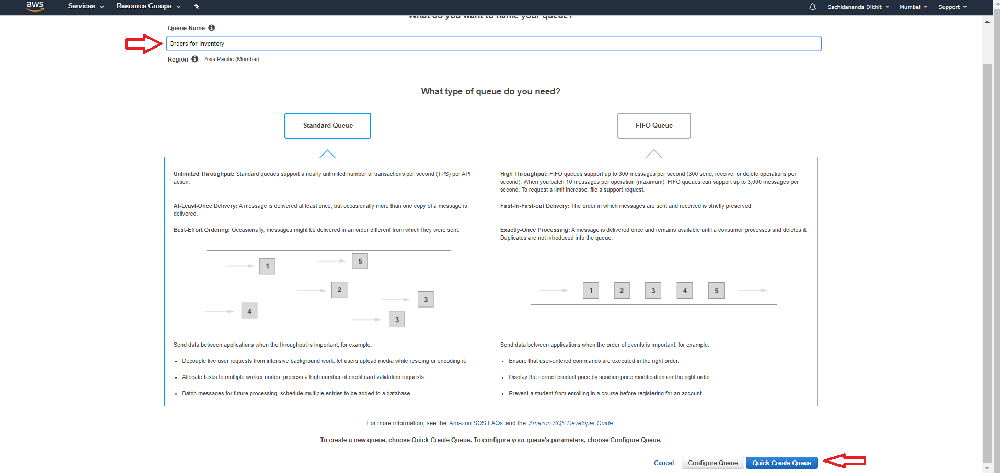 aws Services Resource Groups Sachidananda Dikhit Mumbai Support
What do you want to name your queue?
Queue Name
Orders-for-Inventory
Region Asia Pacific (Mumbai)
What type of queue do you need?
Standard Queue
FIFO Queue
Unlimited Throughput: Standard queues support a nearly unlimited number of transactions per second (TPS) per API
action.
At-Least-Once Delivery: A message is delivered at least once, but occasionally more than one copy of a message is
delivered.
Best-Effort Ordering: Occasionally, messages might be delivered in an order different from which they were sent.
1
5
2
3
4
3
Send data between applications when the throughput is important, for example:
• Decouple live user requests from intensive background work: let users upload media while resizing or encoding it.
• Allocate tasks to multiple worker nodes: process a high number of credit card validation requests.
• Batch messages for future processing: schedule multiple entries to be added to a database.
High Throughput: FIFO queues support up to 300 messages per second (300 send, receive, or delete operations per
second). When you batch 10 messages per operation (maximum), FIFO queues can support up to 3,000 messages per
second. To request a limit increase, file a support request.
First-In-First-out Delivery: The order in which messages are sent and received is strictly preserved.
Exactly-Once Processing: A message is delivered once and remains available until a consumer processes and deletes it.
Duplicates are not introduced into the queue.
1 2 3 4 5
Send data between applications when the order of events is important, for example:
• Ensure that user-entered commands are executed in the right order.
• Display the correct product price by sending price modifications in the right order.
• Prevent a student from enrolling in a course before registering for an account.
For more information, see the Amazon SQS FAQs and the Amazon SQS Developer Guide.
To create a new queue, choose Quick-Create Queue. To configure your queue's parameters, choose Configure Queue.
Cancel Configure Queue Quick-Create Queue